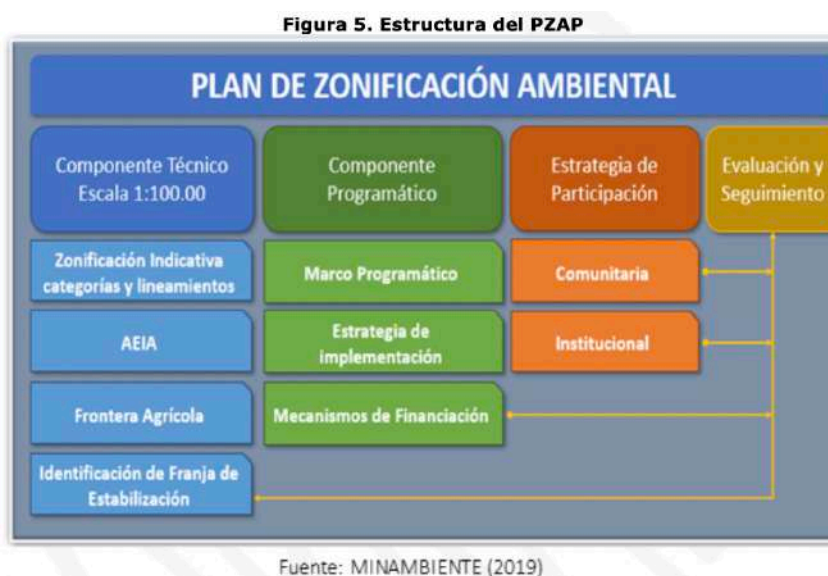 Figura 5. Estructura del PZAP
PLAN DE ZONIFICACIÓN AMBIENTAL
Componente Técnico
Escala 1:100.00
Zonificación Indicativa
categorías y lineamientos
AEIA
Frontera Agrícola
Identificación de Franja de
Estabilización
Componente
Programático
Marco Programático
Estrategia de
implementación
Mecanismos de Financiación
Estrategia de
Participación
Comunitaria
Institucional
Evaluación y
Seguimiento
Fuente: MINAMBIENTE (2019)